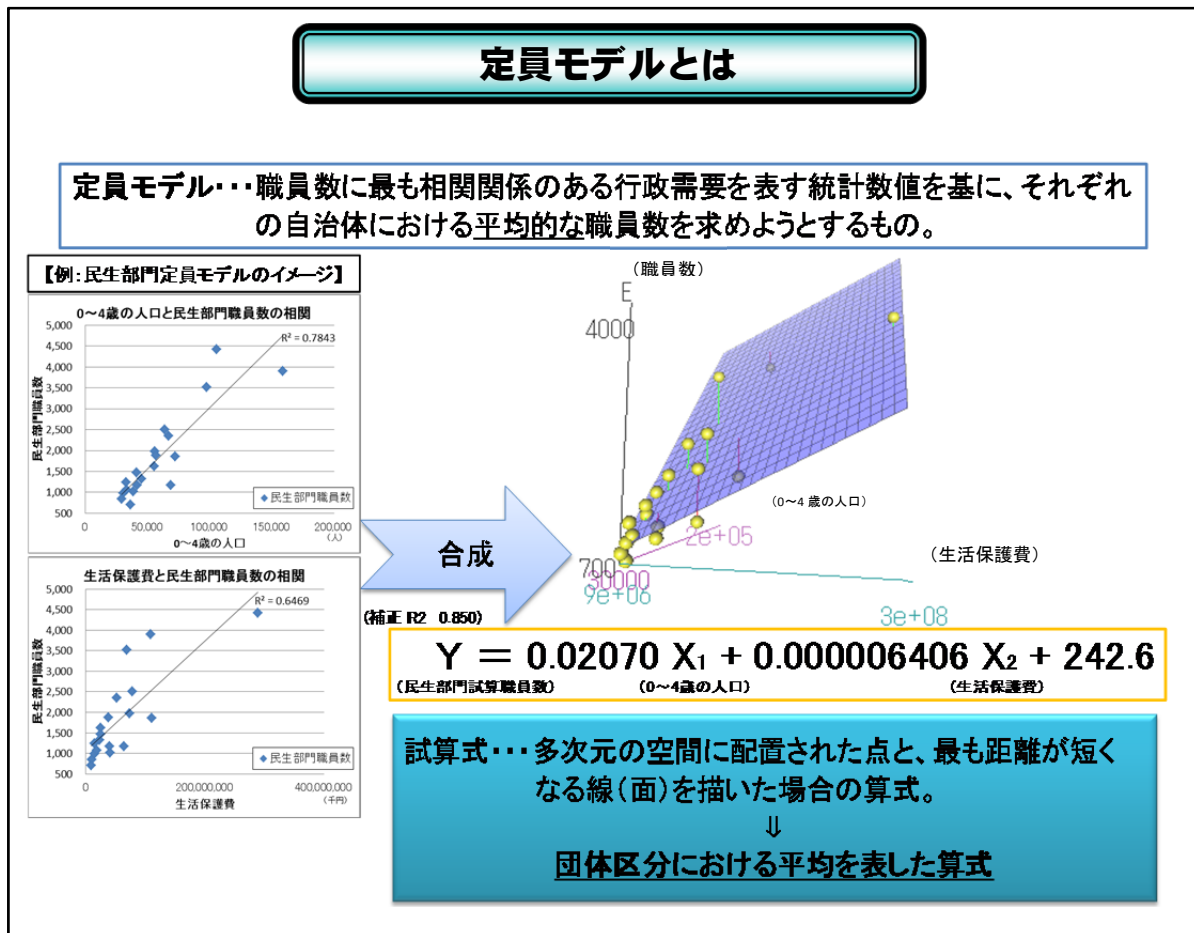 定員モデルとは
定員モデル・・・職員数に最も相関関係のある行政需要を表す統計数値を基に、それぞれ
の自治体における平均的な職員数を求めようとするもの。
【例：民生部門定員モデルのイメージ】
0～4歳の人口と民生部門職員数の相関
5,000
4,500
4,000
3,500
3,000
2,500
2,000
1,500
1,000
500
民生部門職員数
R² = 0.7843
◆民生部門職員数
0 50,000 100,000 150,000 200,000
(人)
0～4歳の人口
生活保護費と民生部門職員数の相関
5,000
4,500
4,000
3,500
3,000
2,500
2,000
1,500
1,000
500
民生部門職員数
R² = 0.6469
◆民生部門職員数
0 200,000,000 400,000,000
(千円)
生活保護費
合成
(補正 R2 0.850)
（職員数）
E
4000
（0～4 歳の人口）
2e+05
（生活保護費）
700
30000
9e+06
3e+08
Y ＝ 0.02070 X₁ + 0.000006406 X₂ + 242.6
(民生部門試算職員数) (0～4歳の人口) (生活保護費)
試算式・・・多次元の空間に配置された点と、最も距離が短く
なる線（面）を描いた場合の算式。
⇓
団体区分における平均を表した算式